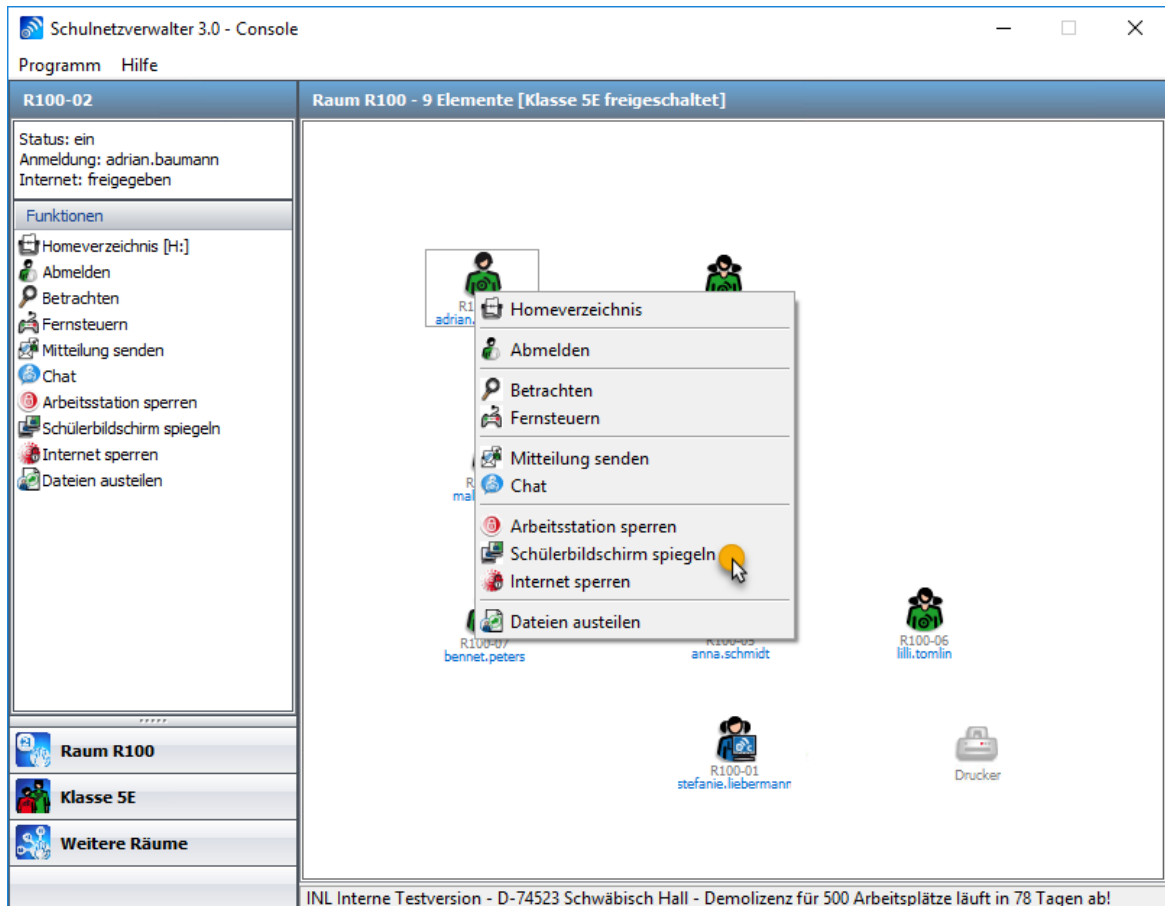 Schulnetzverwalter 3.0 - Console
Programm Hilfe
R100-02
Status: ein
Anmeldung: adrian.baumann
Internet: freigegeben
Funktionen
Homeverzeichnis [H:]
Abmelden
Betrachten
Fernsteuern
Mitteilung senden
Chat
Arbeitsstation sperren
Schülerbildschirm spiegeln
Internet sperren
Dateien austeilen
Raum R100
Klasse 5E
Weitere Räume
Raum R100 - 9 Elemente [Klasse 5E freigeschaltet]
Homeverzeichnis
Abmelden
Betrachten
Fernsteuern
Mitteilung senden
Chat
Arbeitsstation sperren
Schülerbildschirm spiegeln
Internet sperren
Dateien austeilen
R100-07
bennet.peters
anna.schmidt
R100-06
lilli.tomlin
R100-01
stefanie.liebermann
Drucker
INL Interne Testversion - D-74523 Schwäbisch Hall - Demolizenz für 500 Arbeitsplätze läuft in 78 Tagen ab!